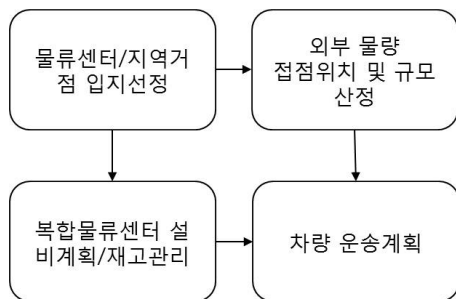 물류센터/지역거
점 입지선정
외부 물량
접점위치 및 규모
산정
복합물류센터 설
비계획/재고관리
차량 운송계획